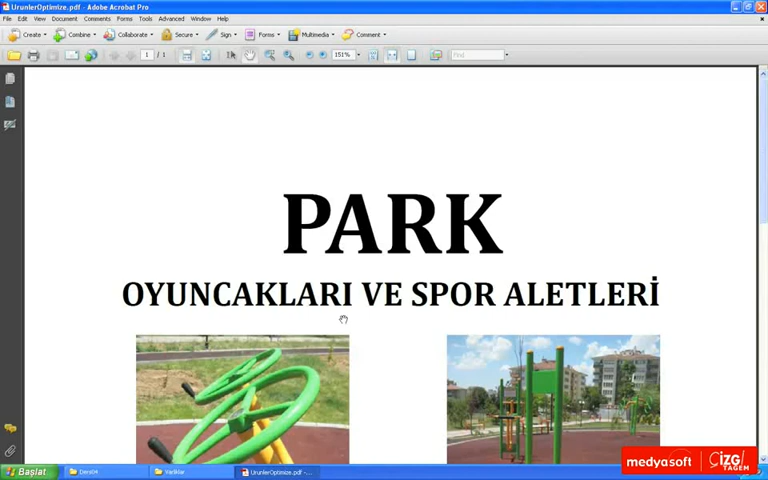 UrunlerOptimize.pdf - Adobe Acrobat Pro
File Edit View Document Comments Forms Tools Advanced Window Help
Create Combine Collaborate Secure Sign Forms Multimedia Comment
1 / 1 151% Find
PARK
OYUNCAKLARI VE SPOR ALETLERİ
medyasoft ÇİZGİ TAGEM
Başlat Ders04 Varliklar UrunlerOptimize.pdf - ...